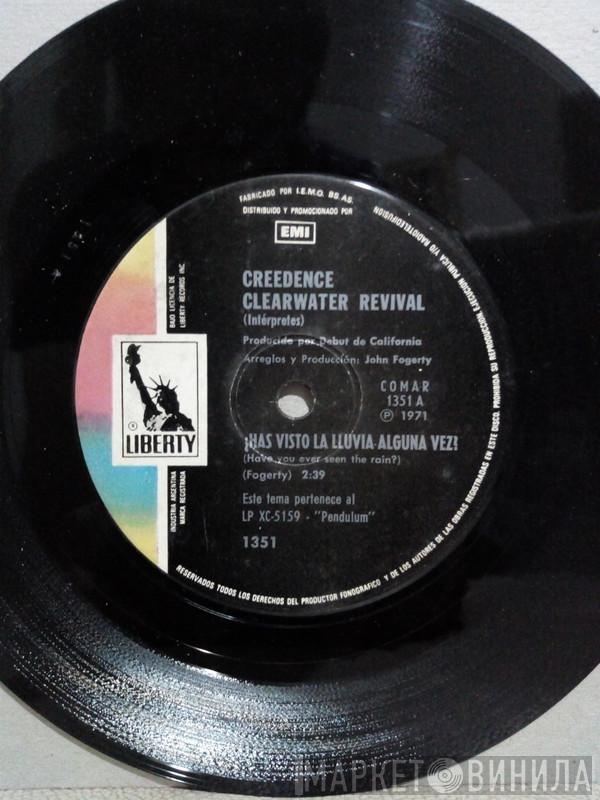 FABRICADO POR I.E.M.O. BS. AS.
DISTRIBUIDO Y PROMOCIONADO POR
EMI
CREEDENCE
CLEARWATER REVIVAL
(Intérpretes)
Producido por Debut de California
Arreglos y Producción: John Fogerty
COMAR
1351 A
Ⓟ 1971
¡HAS VISTO LA LLUVIA ALGUNA VEZ!
(Have you ever seen the rain?)
(Fogerty) 2:39
Este tema pertenece al
LP XC-5159 - "Pendulum"
1351
BAJO LICENCIA DE
LIBERTY RECORDS INC.
®
LIBERTY
INDUSTRIA ARGENTINA
MARCA REGISTRADA
RESERVADOS TODOS LOS DERECHOS DEL PRODUCTOR FONOGRAFICO Y DE LOS AUTORES DE LAS OBRAS REGISTRADAS EN ESTE DISCO. PROHIBIDA SU REPRODUCCION EJECUCION PUBLICA Y/O RADIOTELEDIFUSION
1351
МАРКЕТ ВИНИЛА